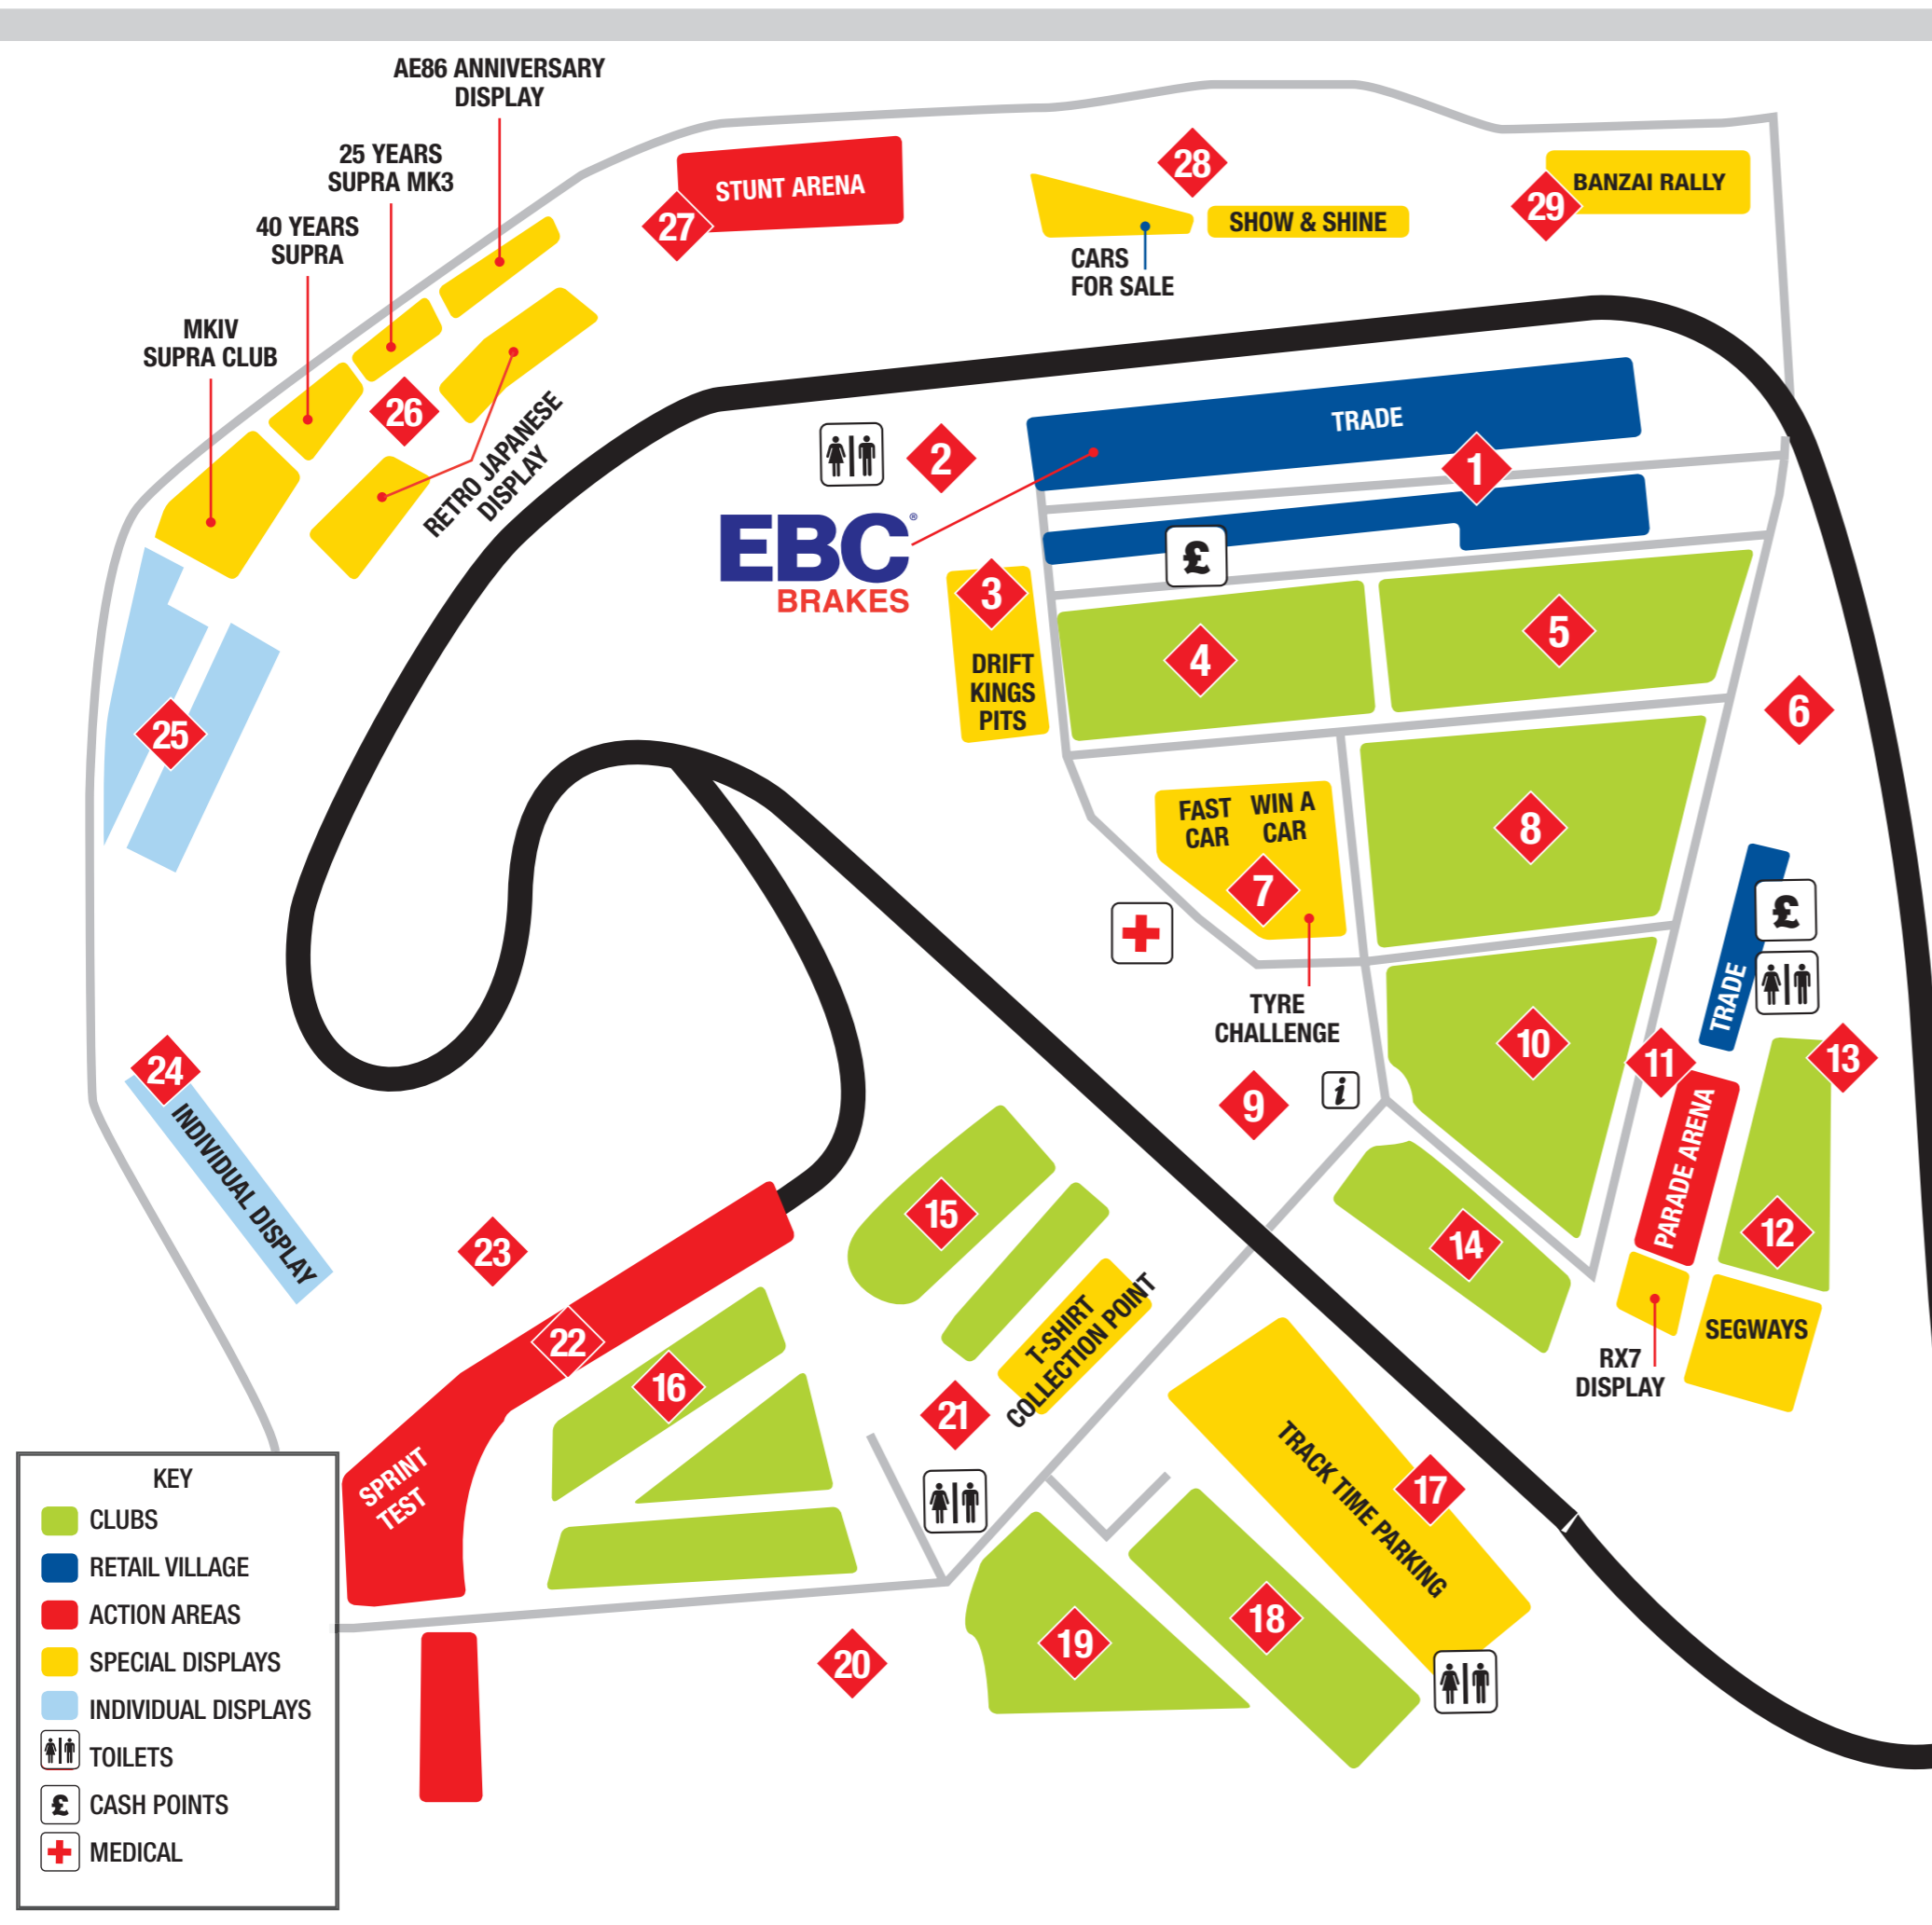 AE86 ANNIVERSARY
DISPLAY
25 YEARS
SUPRA MK3
40 YEARS
SUPRA
MKIV
SUPRA CLUB
26
RETRO JAPANESE
DISPLAY
STUNT ARENA
27
28
CARS
FOR SALE
SHOW & SHINE
BANZAI RALLY
29
TRADE
1
2
EBC®
BRAKES
£
3
DRIFT
KINGS
PITS
4
5
6
FAST
CAR
WIN A
CAR
7
8
TYRE
CHALLENGE
9
i
10
TRADE
£
11
PARADE ARENA
13
12
14
RX7
DISPLAY
SEGWAYS
25
24
INDIVIDUAL DISPLAY
23
22
SPRINT
TEST
15
16
T-SHIRT
COLLECTION POINT
21
17
TRACK TIME PARKING
18
19
20
KEY
CLUBS
RETAIL VILLAGE
ACTION AREAS
SPECIAL DISPLAYS
INDIVIDUAL DISPLAYS
TOILETS
£ CASH POINTS
MEDICAL